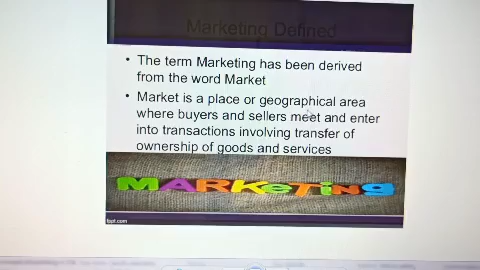 Marketing Defined
• The term Marketing has been derived
from the word Market
• Market is a place or geographical area
where buyers and sellers meet and enter
into transactions involving transfer of
ownership of goods and services
MARKeTiNg
fppt.com